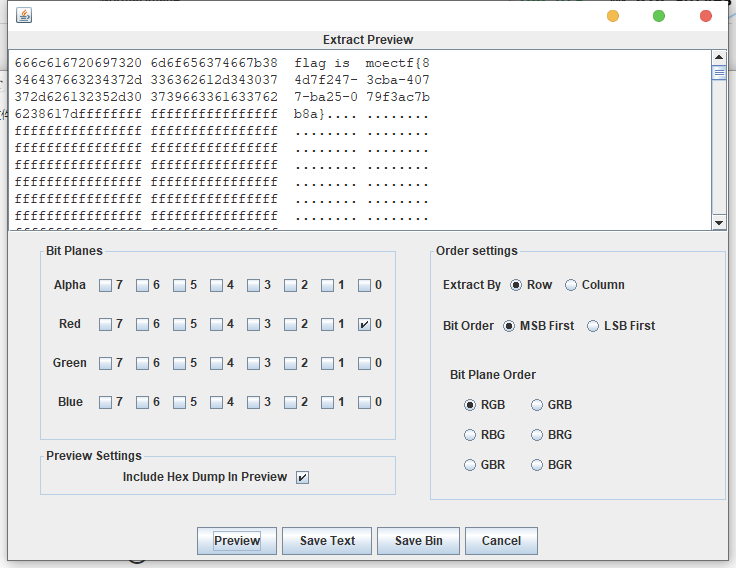 Extract Preview
666c616720697320 6d6f656374667b38 flag is moectf{8
346437663234372d 336362612d343037 4d7f247- 3cba-407
372d626132352d30 3739663361633762 7-ba25-0 79f3ac7b
6238617dffffffff ffffffffffffffff b8a}.... ........
ffffffffffffffff ffffffffffffffff ........ ........
ffffffffffffffff ffffffffffffffff ........ ........
ffffffffffffffff ffffffffffffffff ........ ........
ffffffffffffffff ffffffffffffffff ........ ........
ffffffffffffffff ffffffffffffffff ........ ........
ffffffffffffffff ffffffffffffffff ........ ........
Bit Planes
Alpha 7 6 5 4 3 2 1 0
Red 7 6 5 4 3 2 1 0
Green 7 6 5 4 3 2 1 0
Blue 7 6 5 4 3 2 1 0
Preview Settings
Include Hex Dump In Preview
Order settings
Extract By Row Column
Bit Order MSB First LSB First
Bit Plane Order
RGB GRB
RBG BRG
GBR BGR
Preview Save Text Save Bin Cancel